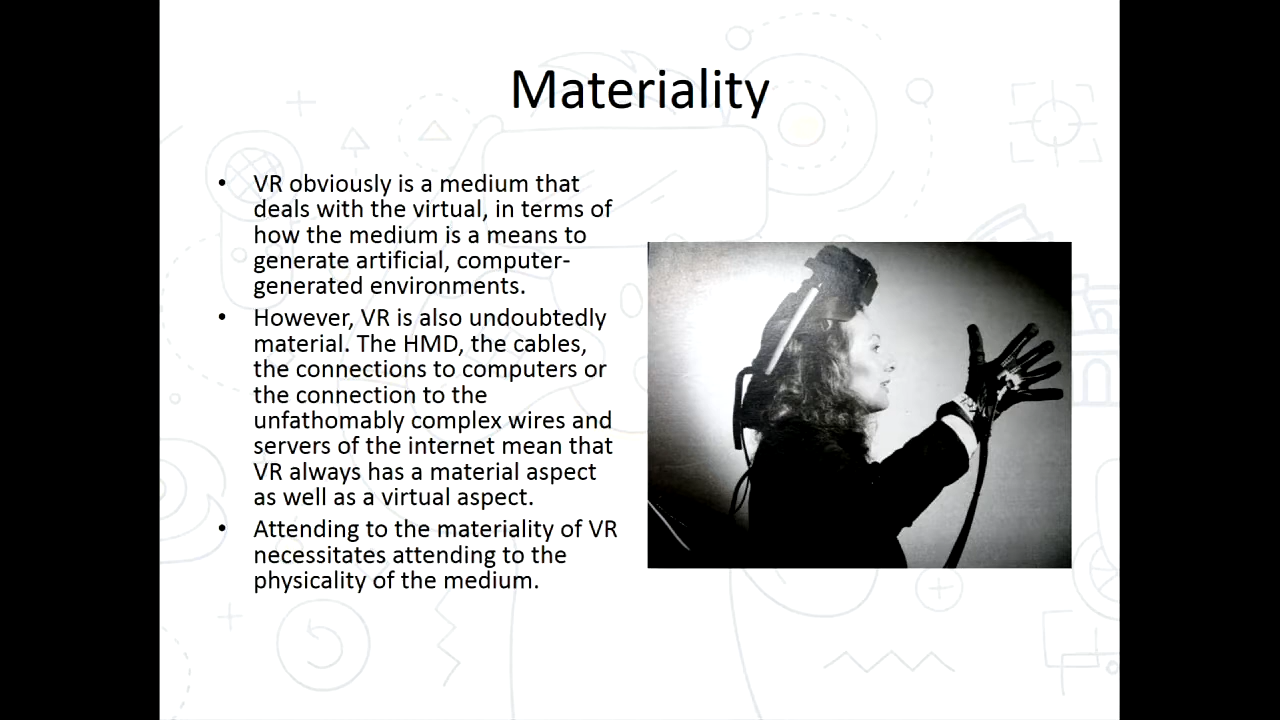 Materiality
• VR obviously is a medium that
deals with the virtual, in terms of
how the medium is a means to
generate artificial, computer-
generated environments.
• However, VR is also undoubtedly
material. The HMD, the cables,
the connections to computers or
the connection to the
unfathomably complex wires and
servers of the internet mean that
VR always has a material aspect
as well as a virtual aspect.
• Attending to the materiality of VR
necessitates attending to the
physicality of the medium.